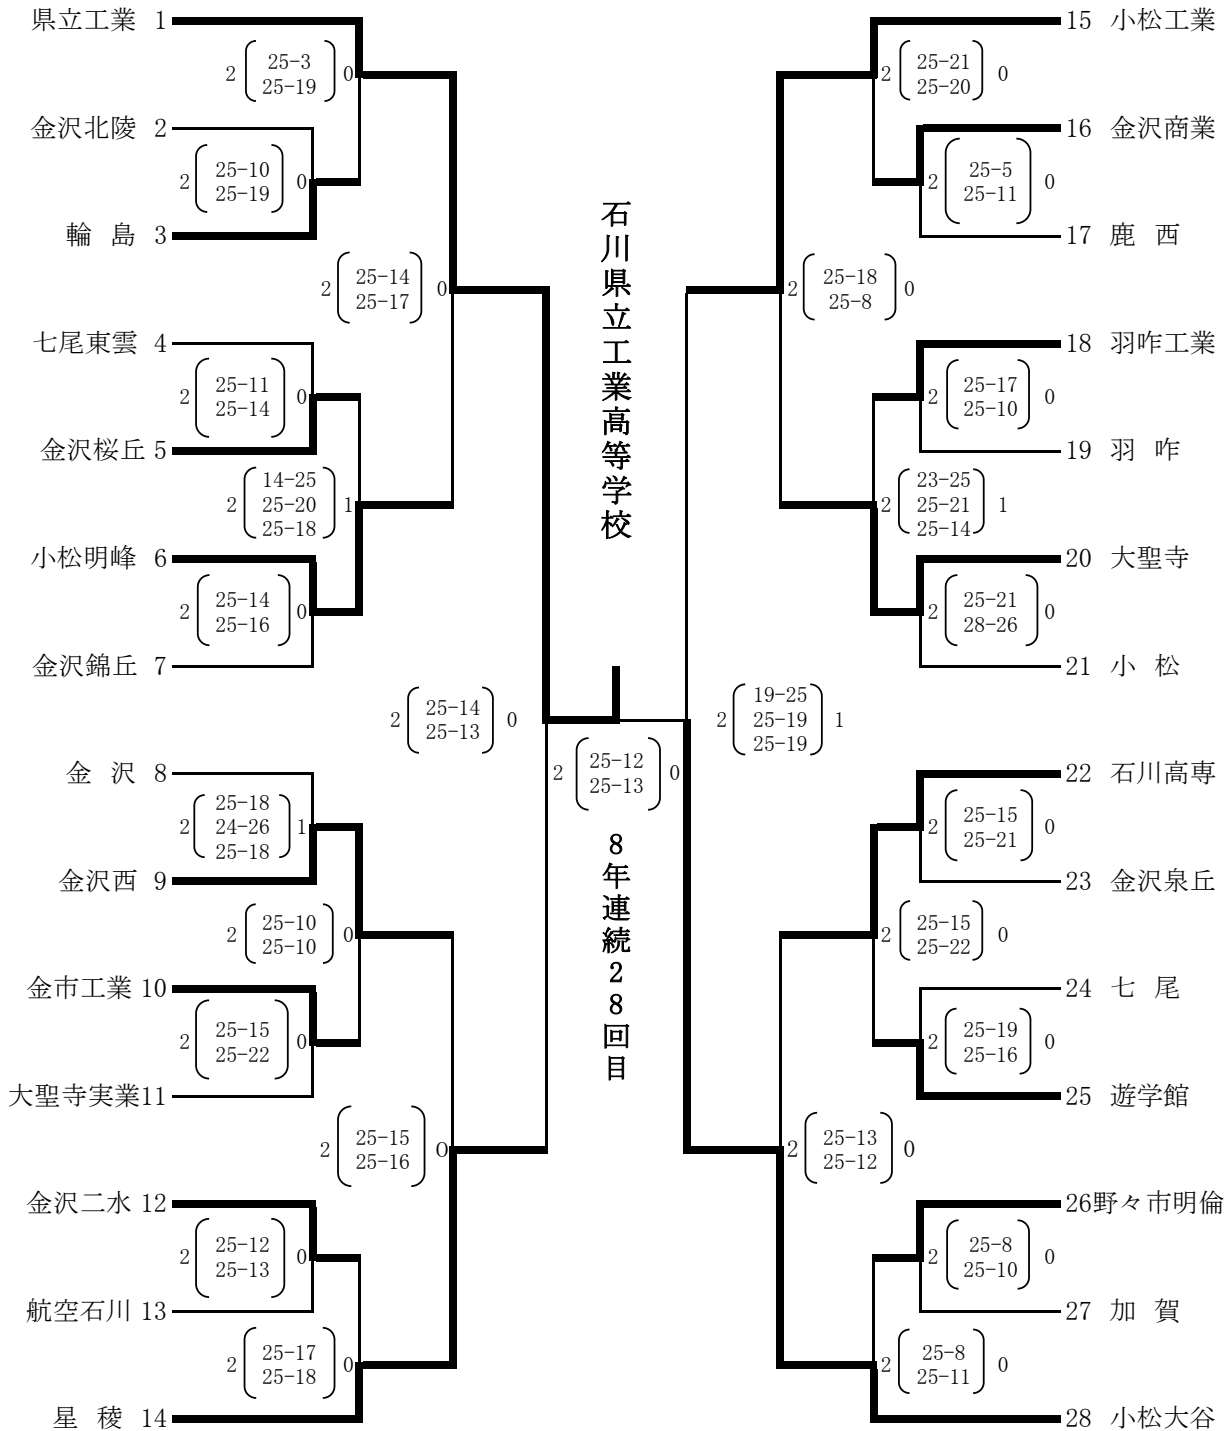 県立工業 1
2 25-3 0
25-19
金沢北陵 2
2 25-10 0
25-19
輪 島 3
2 25-14 0
25-17
七尾東雲 4
2 25-11 0
25-14
金沢桜丘 5
14-25
2 25-20 1
25-18
小松明峰 6
2 25-14 0
25-16
金沢錦丘 7
2 25-14 0
25-13
金 沢 8
25-18
2 24-26 1
25-18
金沢西 9
2 25-10 0
25-10
金市工業 10
2 25-15 0
25-22
大聖寺実業11
2 25-15 0
25-16
金沢二水 12
2 25-12 0
25-13
航空石川 13
2 25-17 0
25-18
星 稜 14
石川県立工業高等学校
2 25-12 0
25-13
8年連続28回目
15 小松工業
2 25-21 0
25-20
16 金沢商業
2 25-5 0
25-11
17 鹿 西
2 25-18 0
25-8
18 羽咋工業
2 25-17 0
25-10
19 羽 咋
23-25
2 25-21 1
25-14
20 大聖寺
2 25-21 0
28-26
21 小 松
19-25
2 25-19 1
25-19
22 石川高専
2 25-15 0
25-21
23 金沢泉丘
2 25-15 0
25-22
24 七 尾
2 25-19 0
25-16
25 遊学館
2 25-13 0
25-12
26野々市明倫
2 25-8 0
25-10
27 加 賀
2 25-8 0
25-11
28 小松大谷